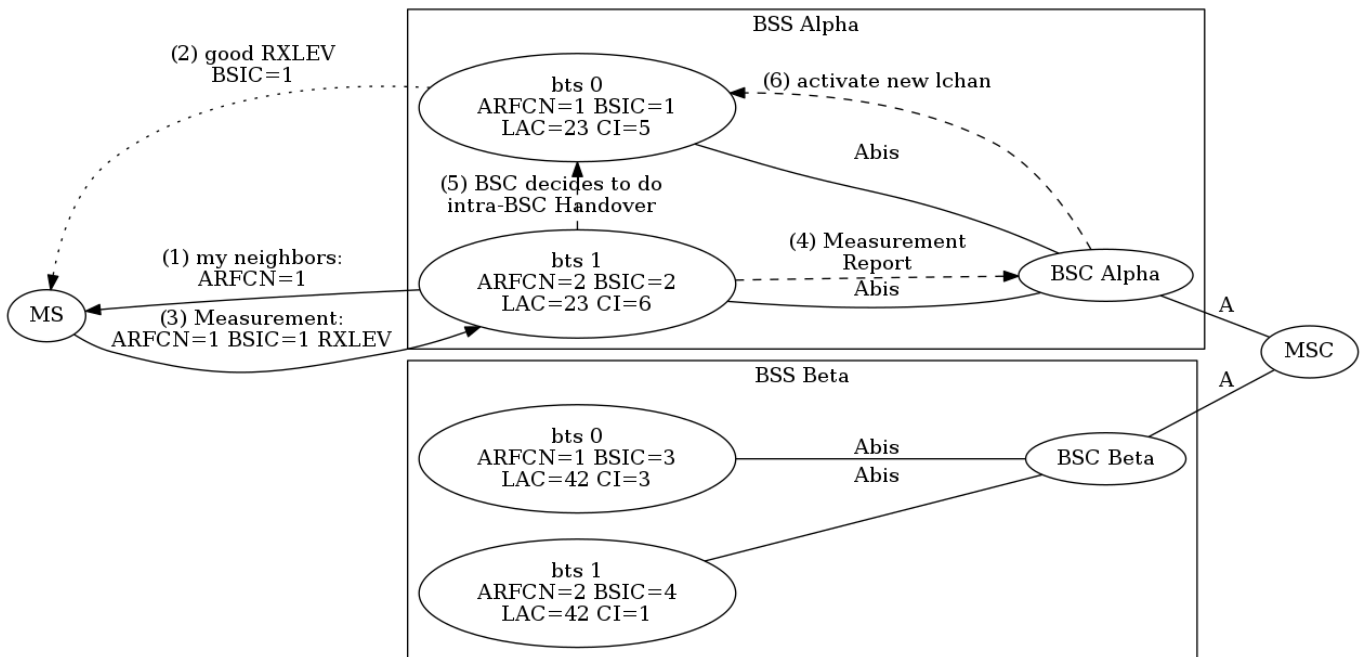 BSS Alpha
(2) good RXLEV
BSIC=1
bts 0
ARFCN=1 BSIC=1
LAC=23 CI=5
(6) activate new lchan
Abis
(5) BSC decides to do
intra-BSC Handover
(1) my neighbors:
ARFCN=1
bts 1
ARFCN=2 BSIC=2
LAC=23 CI=6
(4) Measurement
Report
Abis
BSC Alpha
MS
(3) Measurement:
ARFCN=1 BSIC=1 RXLEV
A
MSC
A
BSS Beta
bts 0
ARFCN=1 BSIC=3
LAC=42 CI=3
Abis
Abis
BSC Beta
bts 1
ARFCN=2 BSIC=4
LAC=42 CI=1